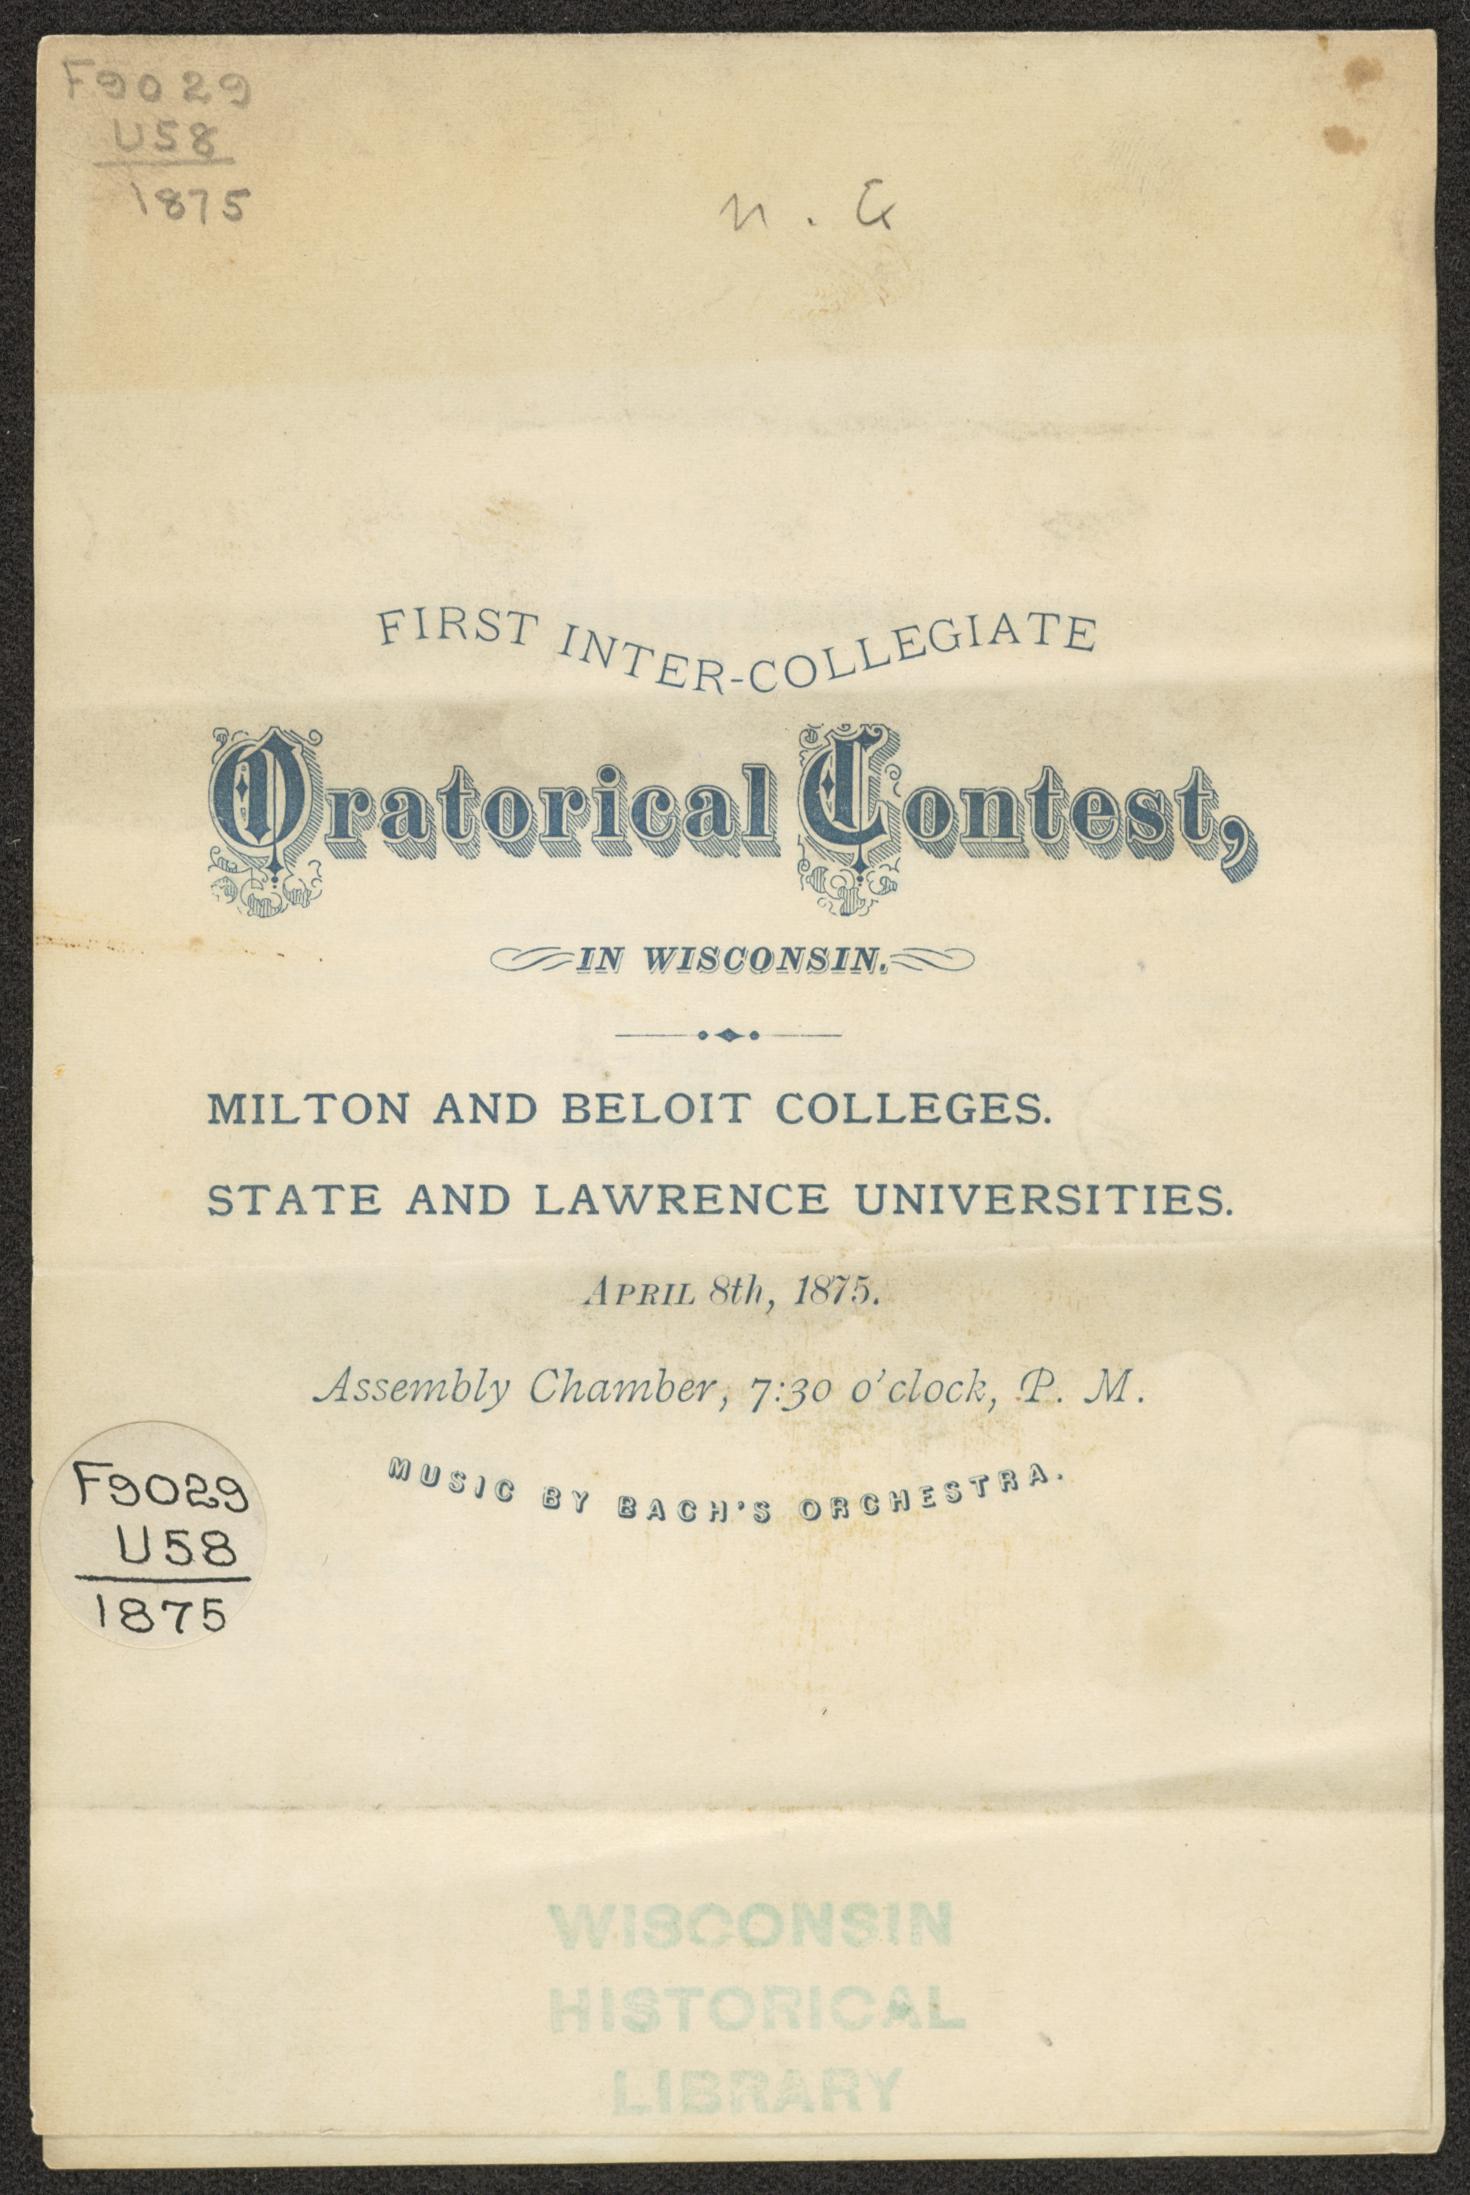 F9029
U58
1875
n. G
FIRST INTER-COLLEGIATE
Oratorical Contest,
IN WISCONSIN.
MILTON AND BELOIT COLLEGES.
STATE AND LAWRENCE UNIVERSITIES.
APRIL 8th, 1875.
Assembly Chamber, 7:30 o'clock, P. M.
MUSIC BY BACH'S ORCHESTRA.
F9029
U58
1875
WISCONSIN
HISTORICAL
LIBRARY